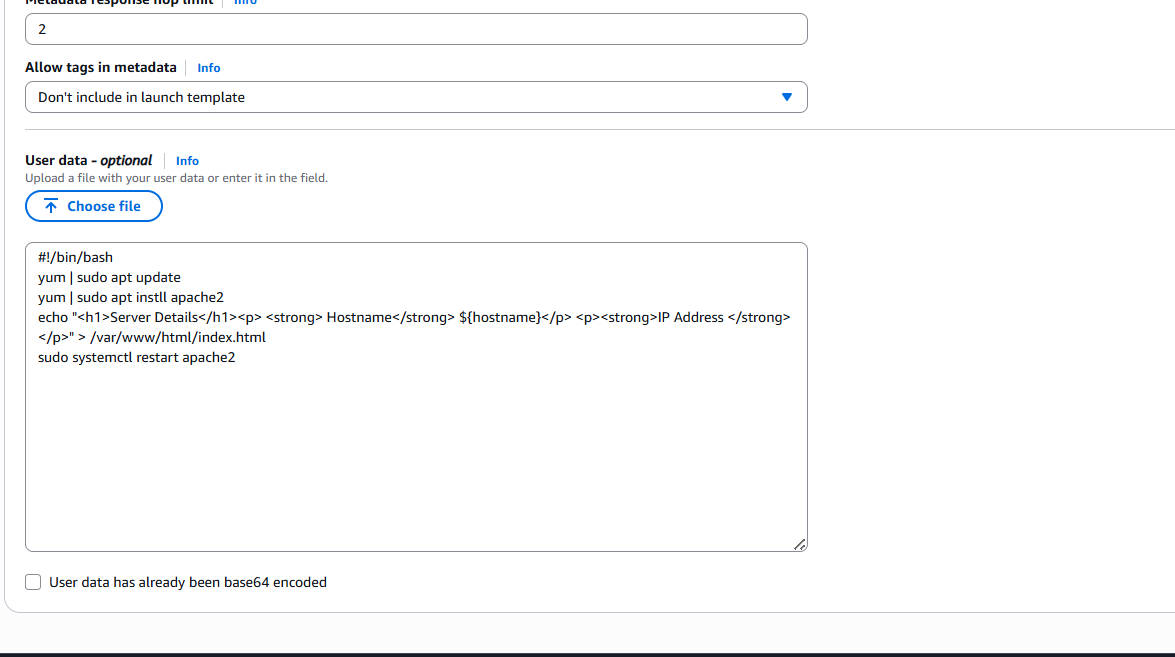 Metadata response hop limit Info
2
Allow tags in metadata Info
Don't include in launch template
User data - optional Info
Upload a file with your user data or enter it in the field.
Choose file
#!/bin/bash
yum | sudo apt update
yum | sudo apt instll apache2
echo "<h1>Server Details</h1><p> <strong> Hostname</strong> ${hostname}</p> <p><strong>IP Address </strong>
</p>" > /var/www/html/index.html
sudo systemctl restart apache2
User data has already been base64 encoded